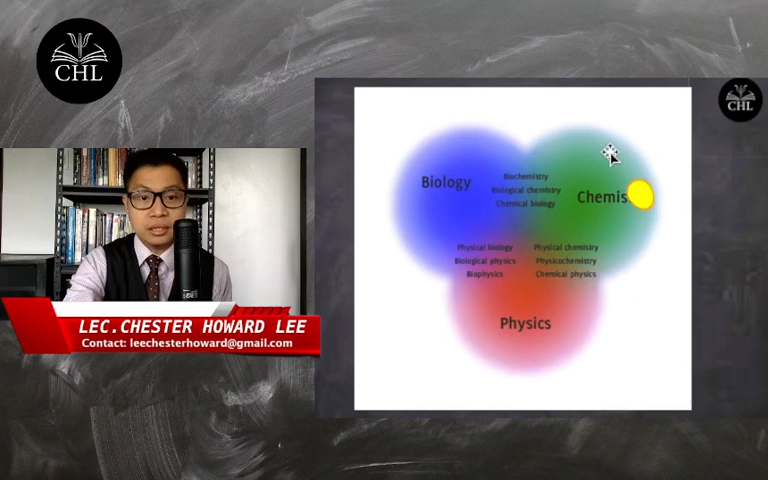 CHL
CHL
Biology
Biochemistry
Biological chemistry
Chemical biology
Chemis
Physical biology
Biological physics
Biophysics
Physical chemistry
Physicochemistry
Chemical physics
Physics
LEC.CHESTER HOWARD LEE
Contact: leechesterhoward@gmail.com